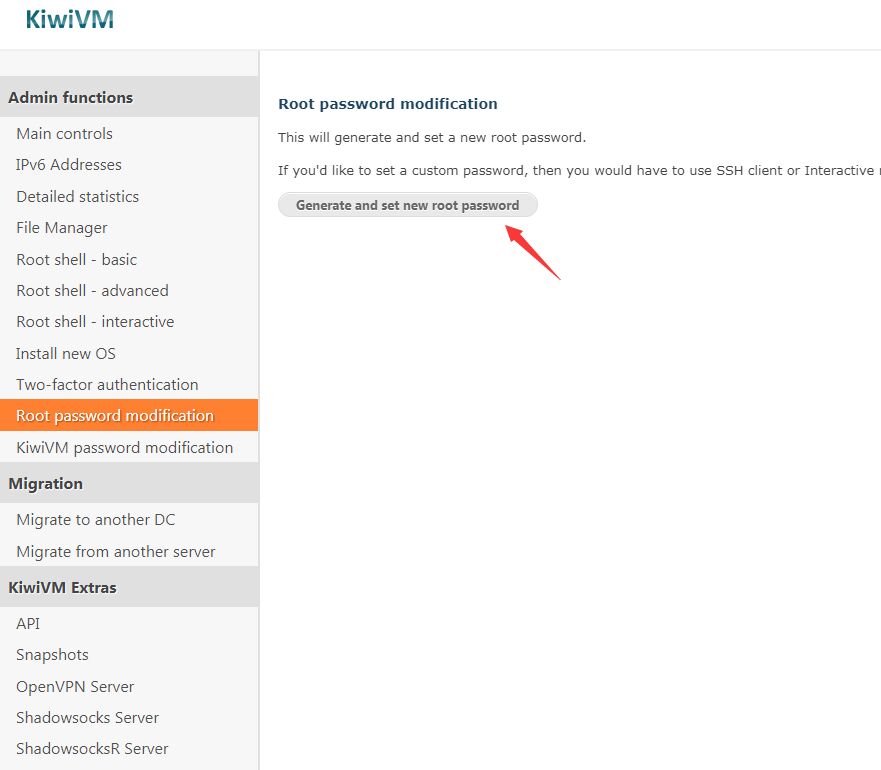 KiwiVM
Admin functions
Main controls
IPv6 Addresses
Detailed statistics
File Manager
Root shell - basic
Root shell - advanced
Root shell - interactive
Install new OS
Two-factor authentication
Root password modification
KiwiVM password modification
Migration
Migrate to another DC
Migrate from another server
KiwiVM Extras
API
Snapshots
OpenVPN Server
Shadowsocks Server
ShadowsocksR Server
Root password modification
This will generate and set a new root password.
If you'd like to set a custom password, then you would have to use SSH client or Interactive
Generate and set new root password